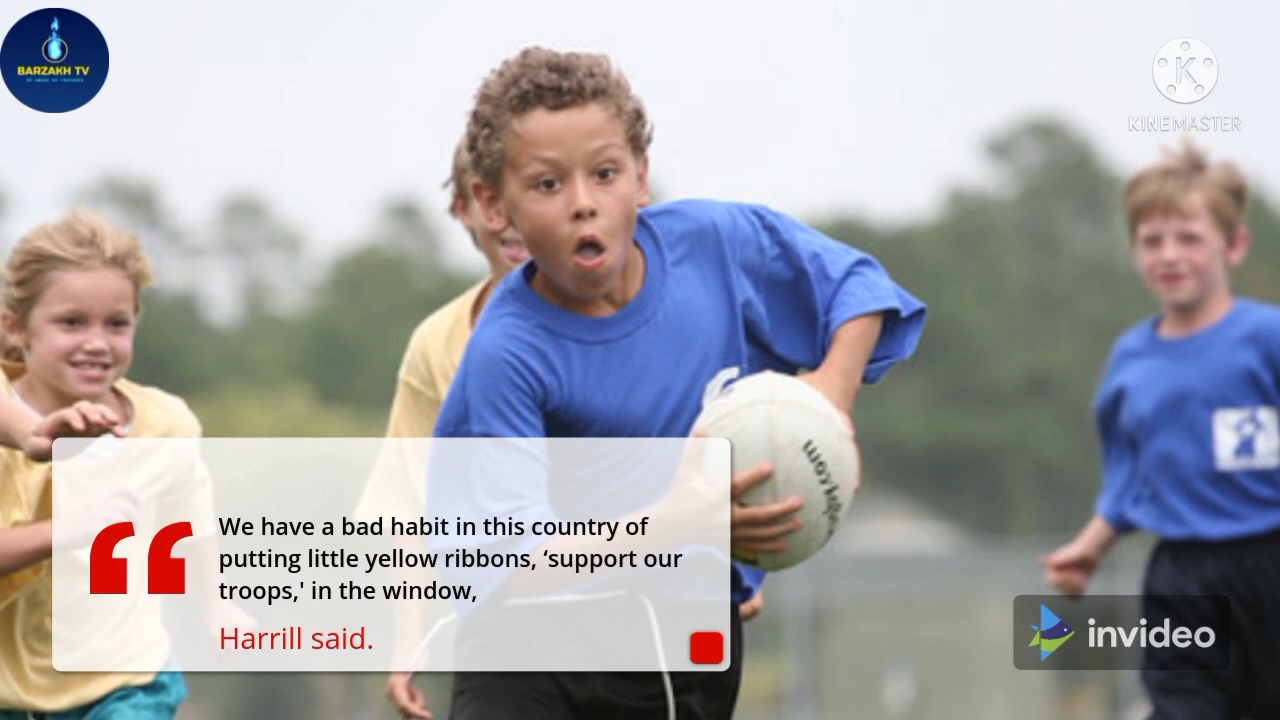 BARZAKH TV
KINEMASTER
We have a bad habit in this country of
putting little yellow ribbons, ‘support our
troops,' in the window,
Harrill said.
invideo